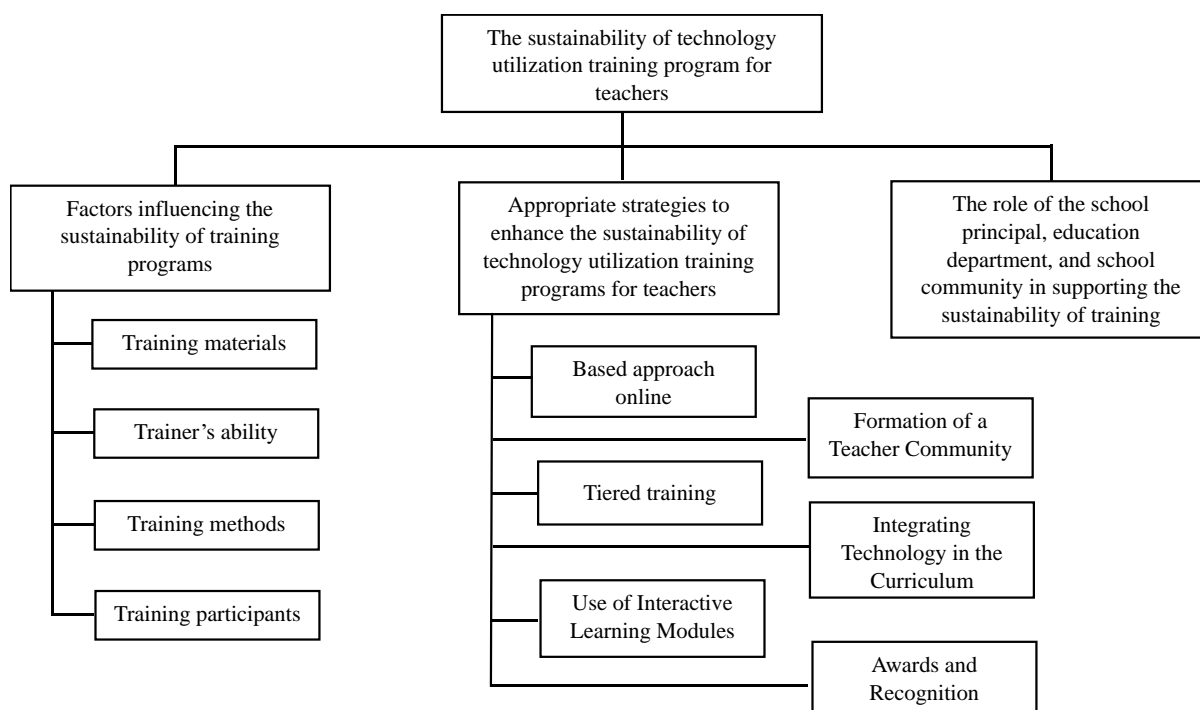 The sustainability of technology
utilization training program for
teachers
Factors influencing the
sustainability of training
programs
Training materials
Trainer’s ability
Training methods
Training participants
Appropriate strategies to
enhance the sustainability of
technology utilization training
programs for teachers
Based approach
online
Formation of a
Teacher Community
Tiered training
Integrating
Technology in the
Curriculum
Use of Interactive
Learning Modules
Awards and
Recognition
The role of the school
principal, education
department, and school
community in supporting the
sustainability of training